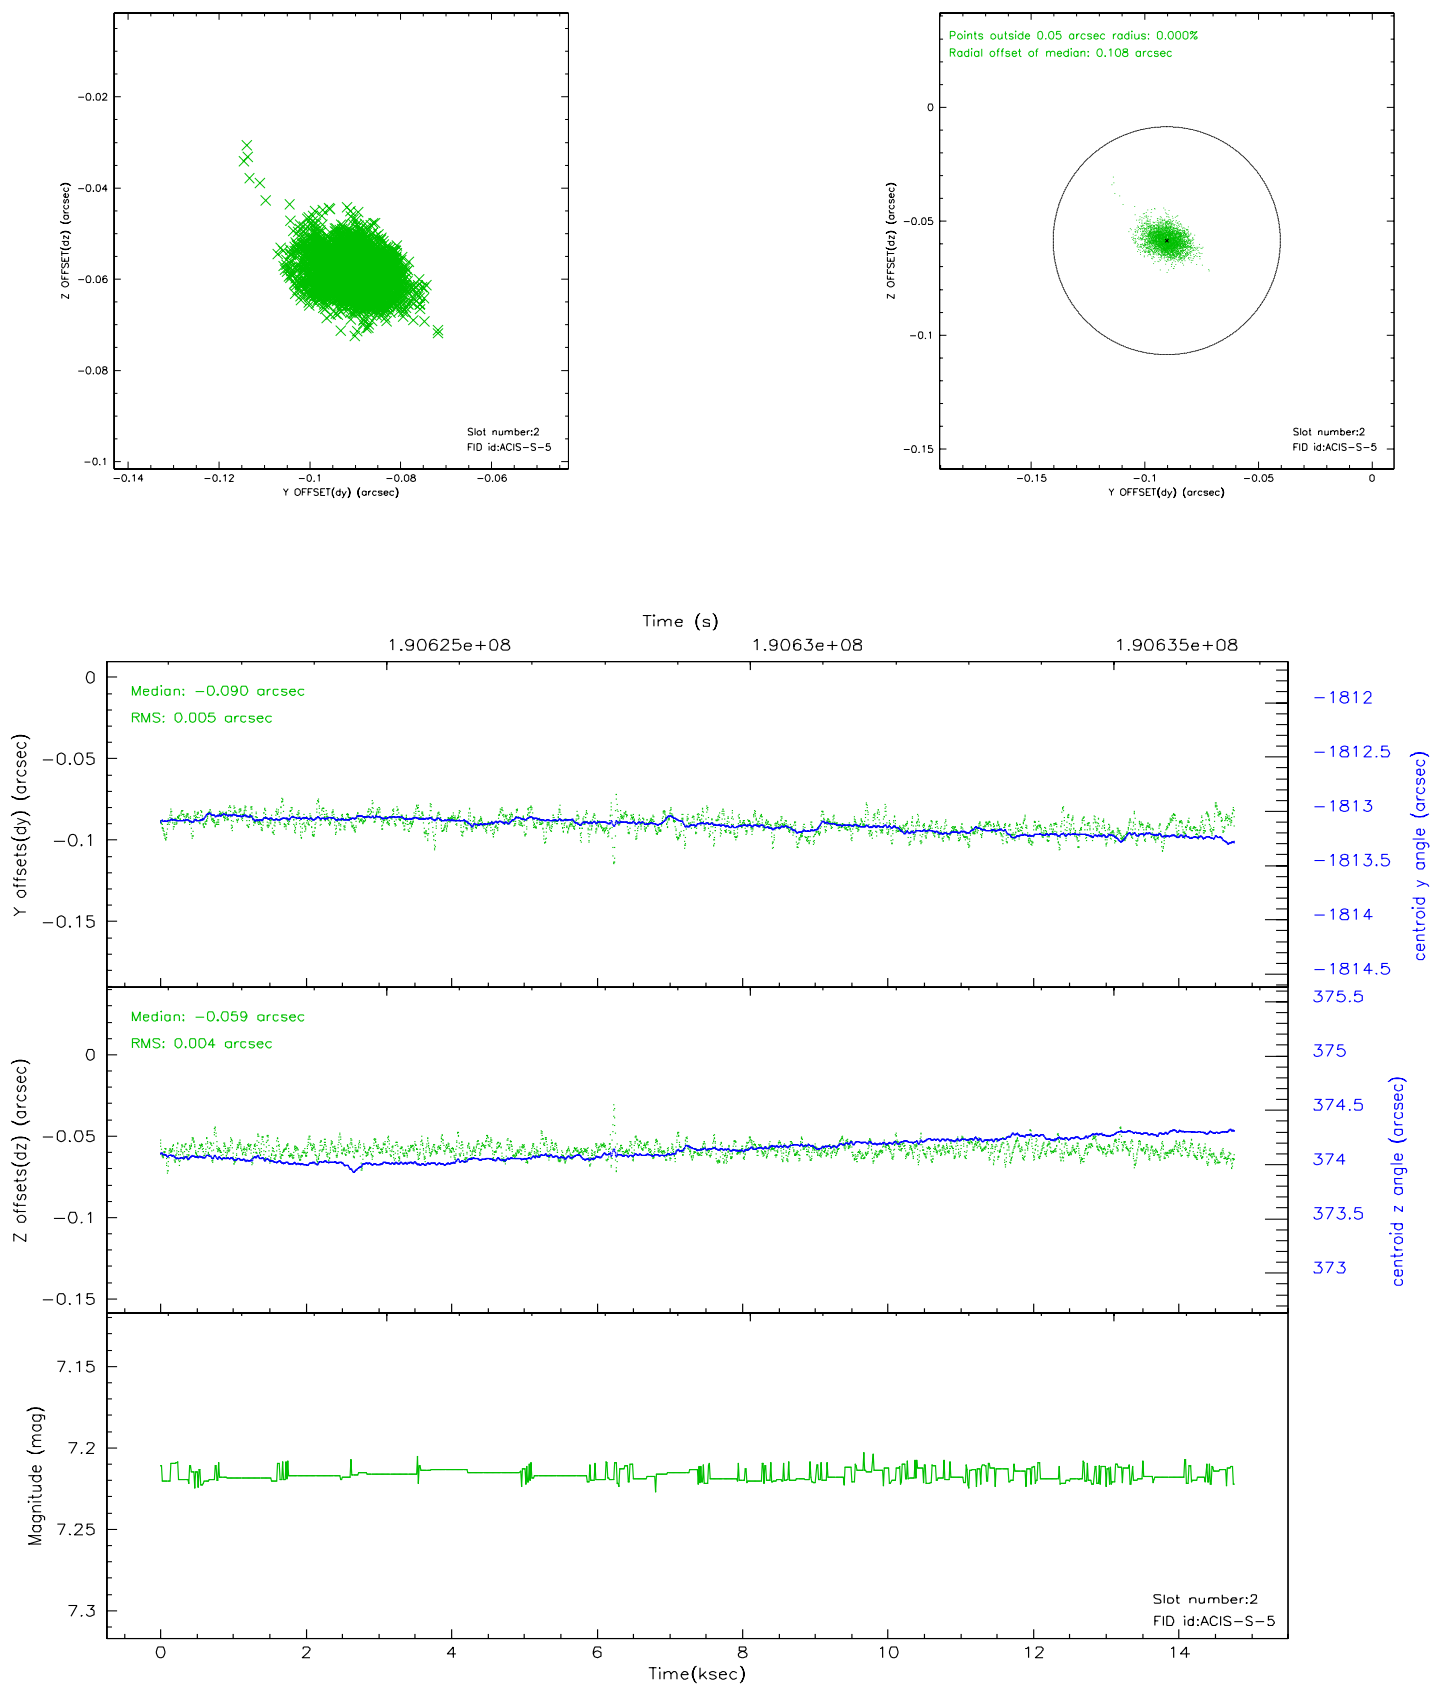 −0.02
−0.04
−0.06
−0.08
−0.1
Z OFFSET(dz) (arcsec)
Slot number:2
FID id:ACIS−S−5
−0.14 −0.12 −0.1 −0.08 −0.06
Y OFFSET(dy) (arcsec)
Points outside 0.05 arcsec radius: 0.000%
Radial offset of median: 0.108 arcsec
0
−0.05
−0.1
−0.15
Z OFFSET(dz) (arcsec)
Slot number:2
FID id:ACIS−S−5
−0.15 −0.1 −0.05 0
Y OFFSET(dy) (arcsec)
Time (s)
1.90625e+08 1.9063e+08 1.90635e+08
Median: −0.090 arcsec
RMS: 0.005 arcsec
0
−0.05
−0.1
−0.15
Y offsets(dy) (arcsec)
−1812
−1812.5
−1813
−1813.5
−1814
−1814.5
centroid y angle (arcsec)
Median: −0.059 arcsec
RMS: 0.004 arcsec
0
−0.05
−0.1
−0.15
Z offsets(dz) (arcsec)
375.5
375
374.5
374
373.5
373
centroid z angle (arcsec)
7.15
7.2
7.25
7.3
Magnitude (mag)
Slot number:2
FID id:ACIS−S−5
0 2 4 6 8 10 12 14
Time(ksec)